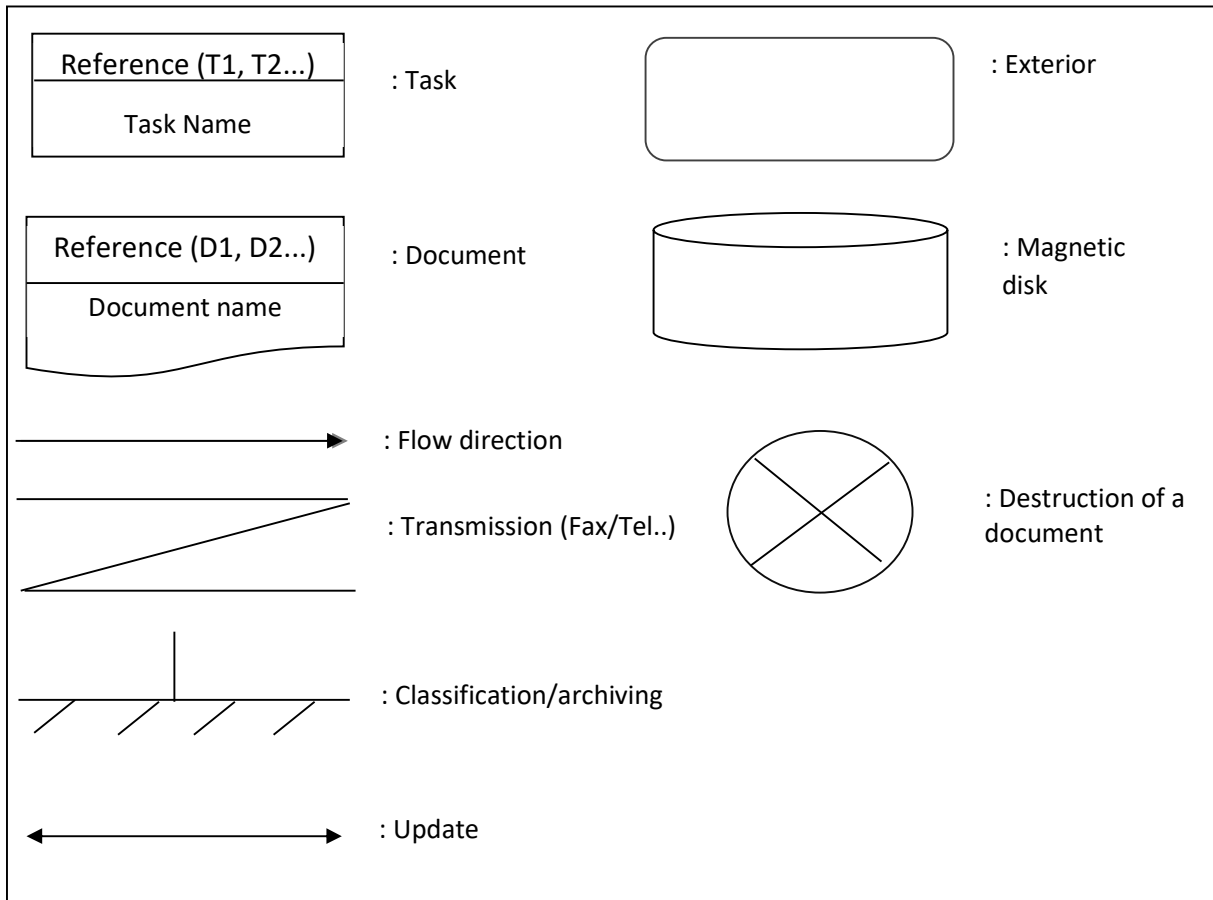 Reference (T1, T2...)
Task Name
: Task
: Exterior
Reference (D1, D2...)
Document name
: Document
: Magnetic
disk
: Flow direction
: Transmission (Fax/Tel..)
: Destruction of a
document
: Classification/archiving
: Update